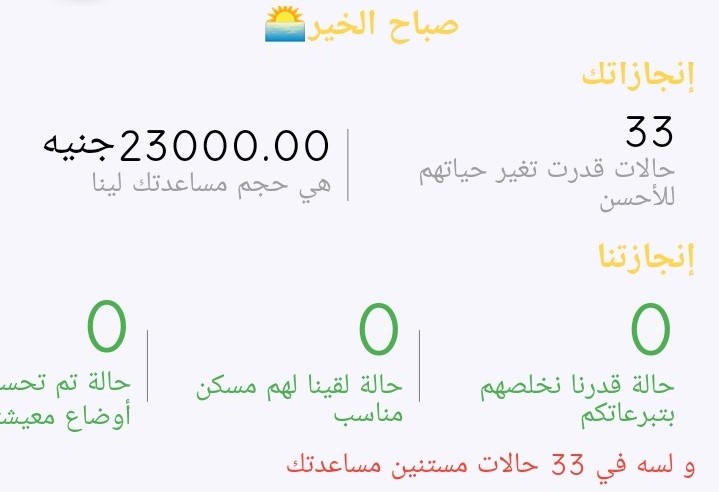 صباح الخير🌅
إنجازاتك
33
حالات قدرت تغير حياتهم
للأحسن
23000.00جنيه
هي حجم مساعدتك لينا
إنجازتنا
0
حالة قدرنا نخلصهم
بتبرعاتكم
0
حالة لقينا لهم مسكن
مناسب
0
حالة تم تحس
أوضاع معيش
و لسه في 33 حالات مستنين مساعدتك